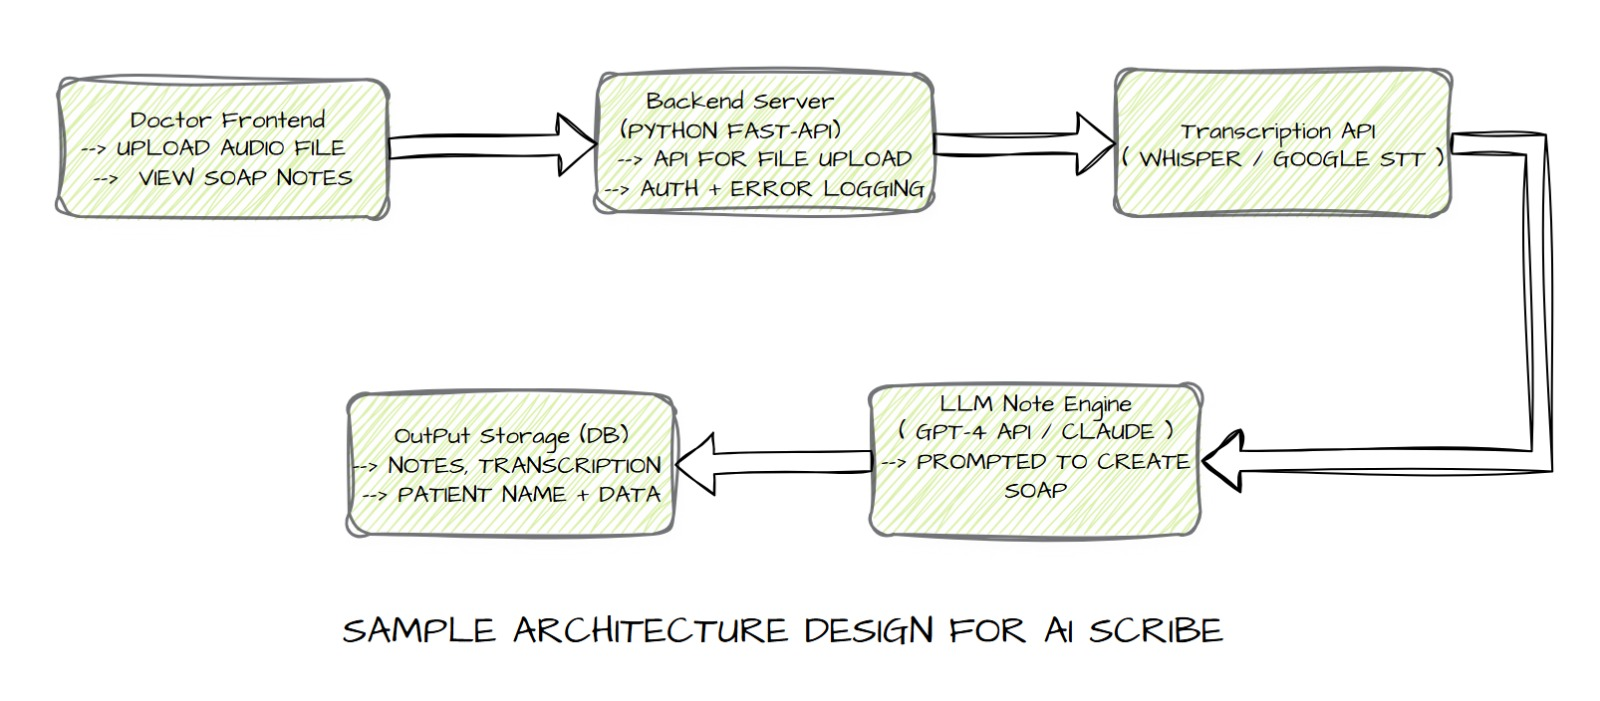 Doctor Frontend
--> UPLOAD AUDIO FILE
--> VIEW SOAP NOTES
Backend Server
(PYTHON FAST-API)
--> API FOR FILE UPLOAD
--> AUTH + ERROR LOGGING
Transcription API
( WHISPER / GOOGLE STT )
LLM Note Engine
( GPT-4 API / CLAUDE )
--> PROMPTED TO CREATE
SOAP
OutPut Storage (DB)
--> NOTES, TRANSCRIPTION
--> PATIENT NAME + DATA
SAMPLE ARCHITECTURE DESIGN FOR AI SCRIBE